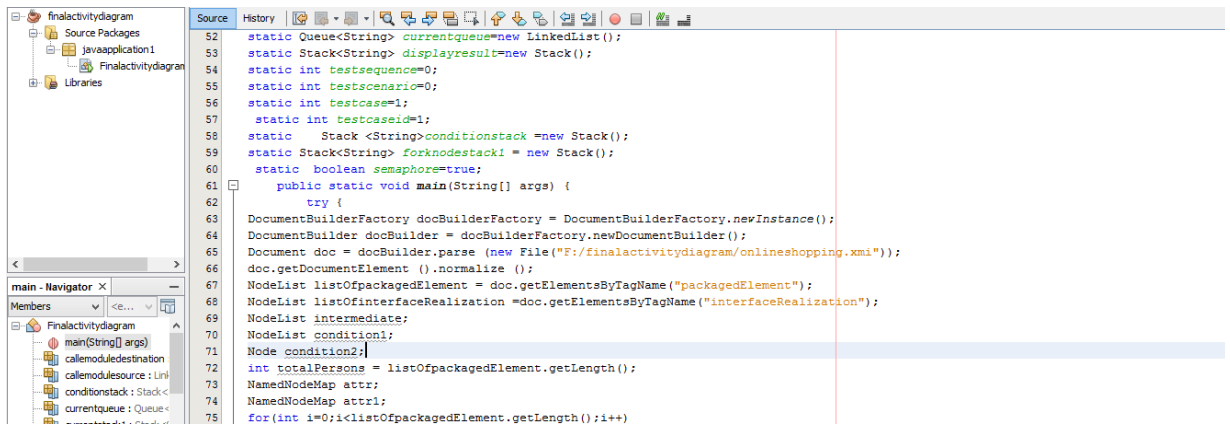 finalactivitydiagram
Source Packages
javaapplication1
Finalactivitydiagram
Libraries
main - Navigator ×
Members
<e...
Finalactivitydiagram
main(String[] args)
callemoduledestination
callemodulesource : Link
conditionstack : Stack<
currentqueue : Queue<
Source History
52 static Queue<String> currentqueue=new LinkedList();
53 static Stack<String> displayresult=new Stack();
54 static int testsequence=0;
55 static int testscenario=0;
56 static int testcase=1;
57 static int testcaseid=1;
58 static Stack <String>conditionstack =new Stack();
59 static Stack<String> forknodestack1 = new Stack();
60 static boolean semaphore=true;
61 public static void main(String[] args) {
62 try {
63 DocumentBuilderFactory docBuilderFactory = DocumentBuilderFactory.newInstance();
64 DocumentBuilder docBuilder = docBuilderFactory.newDocumentBuilder();
65 Document doc = docBuilder.parse (new File("F:/finalactivitydiagram/onlineshopping.xmi"));
66 doc.getDocumentElement ().normalize ();
67 NodeList listOfpackagedElement = doc.getElementsByTagName("packagedElement");
68 NodeList listOfinterfaceRealization =doc.getElementsByTagName("interfaceRealization");
69 NodeList intermediate;
70 NodeList condition1;
71 Node condition2;
72 int totalPersons = listOfpackagedElement.getLength();
73 NamedNodeMap attr;
74 NamedNodeMap attr1;
75 for(int i=0;i<listOfpackagedElement.getLength();i++)